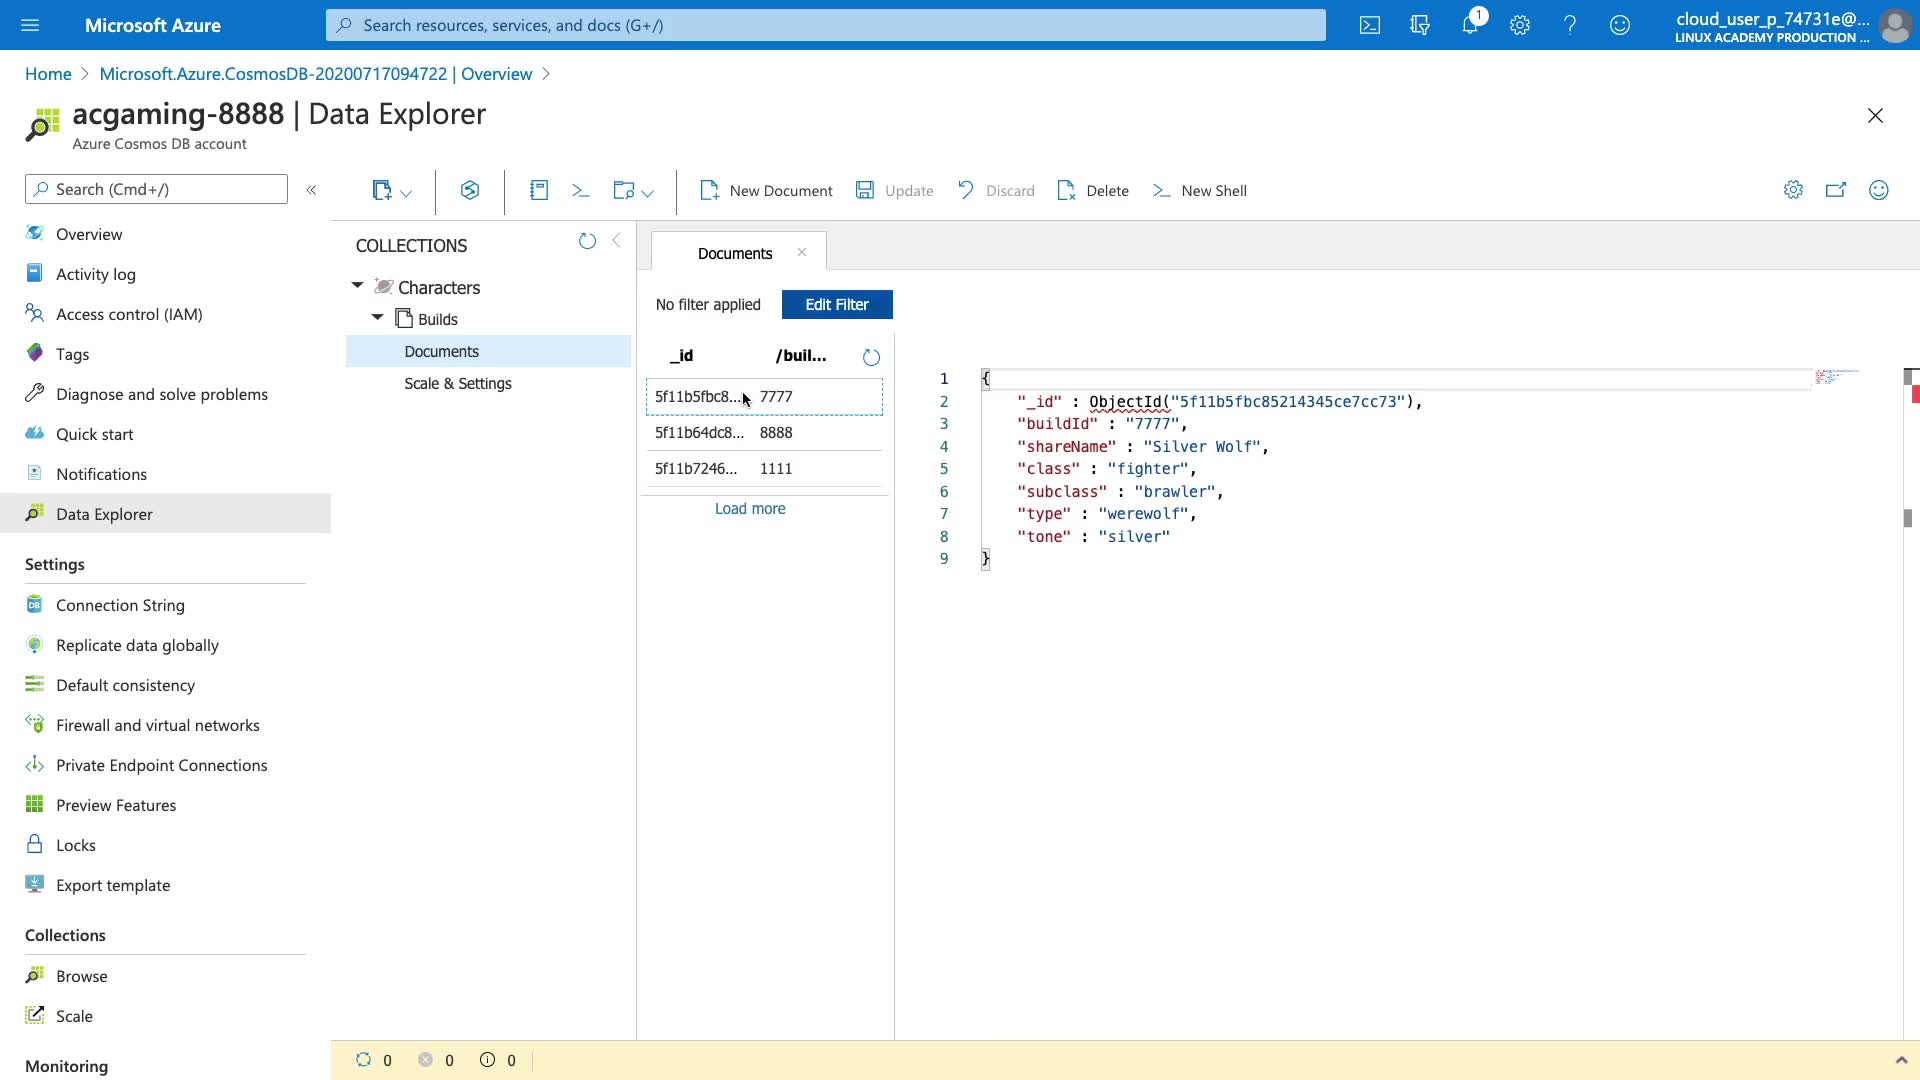 Microsoft Azure
Search resources, services, and docs (G+/)
1
cloud_user_p_74731e@...
LINUX ACADEMY PRODUCTION ...
Home > Microsoft.Azure.CosmosDB-20200717094722 | Overview >
acgaming-8888 | Data Explorer
Azure Cosmos DB account
Search (Cmd+/)
«
Overview
Activity log
Access control (IAM)
Tags
Diagnose and solve problems
Quick start
Notifications
Data Explorer
Settings
Connection String
Replicate data globally
Default consistency
Firewall and virtual networks
Private Endpoint Connections
Preview Features
Locks
Export template
Collections
Browse
Scale
Monitoring
New Document
Update
Discard
Delete
New Shell
COLLECTIONS
Characters
Builds
Documents
Scale & Settings
Documents
No filter applied
Edit Filter
_id /buil...
5f11b5fbc8... 7777
5f11b64dc8... 8888
5f11b7246... 1111
Load more
1 {
2 "_id" : ObjectId("5f11b5fbc85214345ce7cc73"),
3 "buildId" : "7777",
4 "shareName" : "Silver Wolf",
5 "class" : "fighter",
6 "subclass" : "brawler",
7 "type" : "werewolf",
8 "tone" : "silver"
9 }
0 0 0